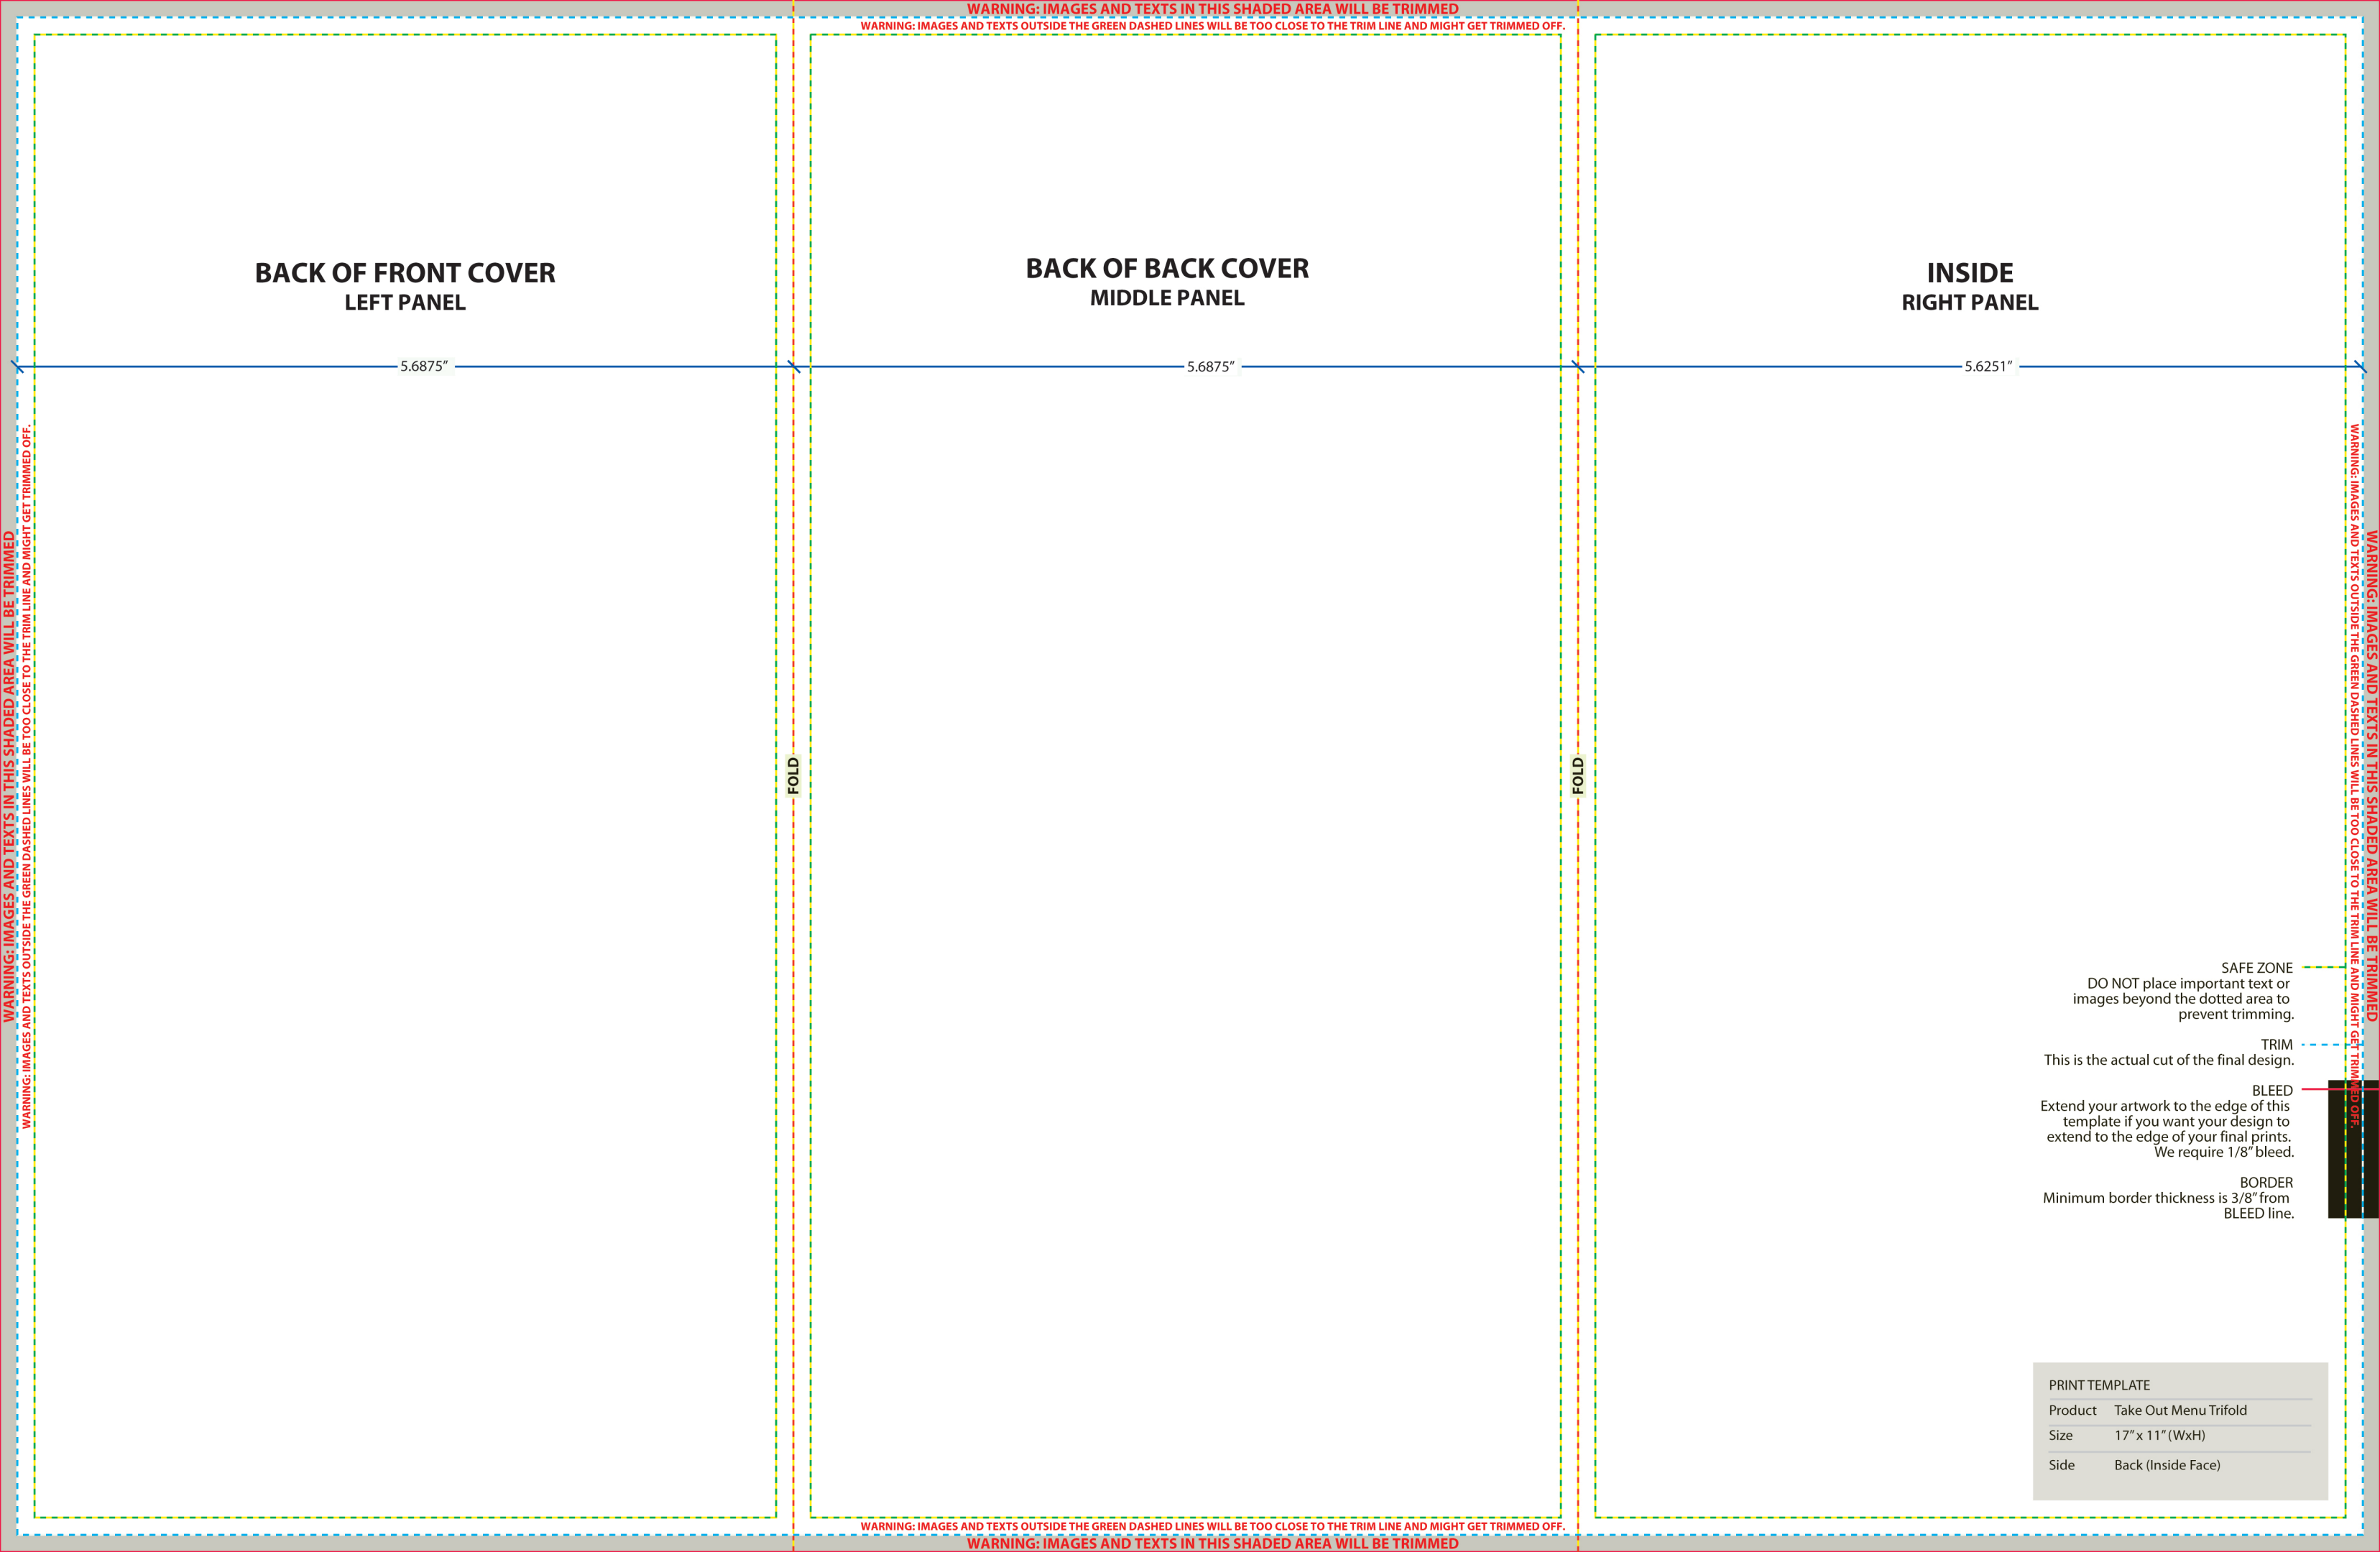 WARNING: IMAGES AND TEXTS IN THIS SHADED AREA WILL BE TRIMMED
WARNING: IMAGES AND TEXTS OUTSIDE THE GREEN DASHED LINES WILL BE TOO CLOSE TO THE TRIM LINE AND MIGHT GET TRIMMED OFF.
BACK OF FRONT COVER
LEFT PANEL
BACK OF BACK COVER
MIDDLE PANEL
INSIDE
RIGHT PANEL
5.6875”
5.6875”
5.6251”
WARNING: IMAGES AND TEXTS IN THIS SHADED AREA WILL BE TRIMMED
WARNING: IMAGES AND TEXTS OUTSIDE THE GREEN DASHED LINES WILL BE TOO CLOSE TO THE TRIM LINE AND MIGHT GET TRIMMED OFF.
FOLD
FOLD
WARNING: IMAGES AND TEXTS OUTSIDE THE GREEN DASHED LINES WILL BE TOO CLOSE TO THE TRIM LINE AND MIGHT GET TRIMMED OFF.
WARNING: IMAGES AND TEXTS IN THIS SHADED AREA WILL BE TRIMMED
SAFE ZONE
DO NOT place important text or
images beyond the dotted area to
prevent trimming.
TRIM
This is the actual cut of the final design.
BLEED
Extend your artwork to the edge of this
template if you want your design to
extend to the edge of your final prints.
We require 1/8” bleed.
BORDER
Minimum border thickness is 3/8” from
BLEED line.
PRINT TEMPLATE
Product Take Out Menu Trifold
Size 17” x 11” (WxH)
Side Back (Inside Face)
WARNING: IMAGES AND TEXTS OUTSIDE THE GREEN DASHED LINES WILL BE TOO CLOSE TO THE TRIM LINE AND MIGHT GET TRIMMED OFF.
WARNING: IMAGES AND TEXTS IN THIS SHADED AREA WILL BE TRIMMED